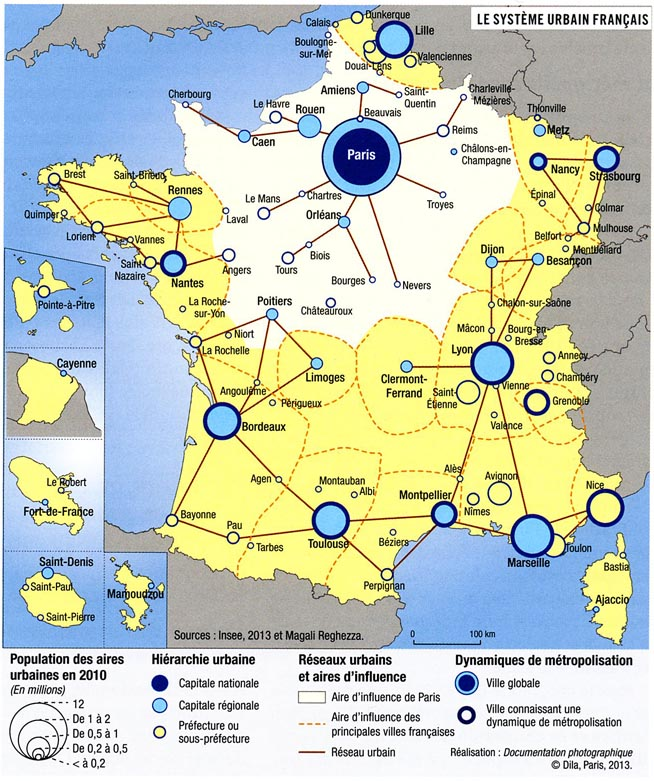 LE SYSTÈME URBAIN FRANÇAIS
Dunkerque
Calais
Lille
Boulogne-
sur-Mer
Valenciennes
Douai-Lens
Amiens
Saint-
Quentin
Charleville-
Mézières
Cherbourg
Le Havre
Rouen
Beauvais
Thionville
Caen
Reims
Metz
Paris
Châlons-en-
Champagne
Nancy
Strasbourg
Brest
Saint-Brieuc
Rennes
Chartres
Le Mans
Troyes
Épinal
Colmar
Quimper
Laval
Orléans
Mulhouse
Lorient
Vannes
Belfort
Montbéliard
Saint-
Nazaire
Nantes
Angers
Tours
Blois
Dijon
Besançon
Bourges
Nevers
Pointe-à-Pitre
La Roche-
sur-Yon
Poitiers
Châteauroux
Chalon-sur-Saône
Niort
La Rochelle
Mâcon
Bourg-en-
Bresse
Lyon
Annecy
Chambéry
Cayenne
Limoges
Clermont-
Ferrand
Saint-
Étienne
Vienne
Grenoble
Angoulême
Périgueux
Bordeaux
Valence
Le Robert
Fort-de-France
Agen
Montauban
Albi
Alès
Avignon
Nîmes
Nice
Montpellier
Bayonne
Pau
Tarbes
Toulouse
Béziers
Marseille
Toulon
Perpignan
Bastia
Ajaccio
Saint-Denis
Saint-Paul
Saint-Pierre
Mamoudzou
Sources : Insee, 2013 et Magali Reghezza.
0 100 km
Population des aires
urbaines en 2010
(En millions)
12
De 1 à 2
De 0,5 à 1
De 0,2 à 0,5
< à 0,2
Hiérarchie urbaine
Capitale nationale
Capitale régionale
Préfecture ou
sous-préfecture
Réseaux urbains
et aires d'influence
Aire d'influence de Paris
Aire d'influence des
principales villes françaises
Réseau urbain
Dynamiques de métropolisation
Ville globale
Ville connaissant une
dynamique de métropolisation
Réalisation : Documentation photographique
© Dila, Paris, 2013.